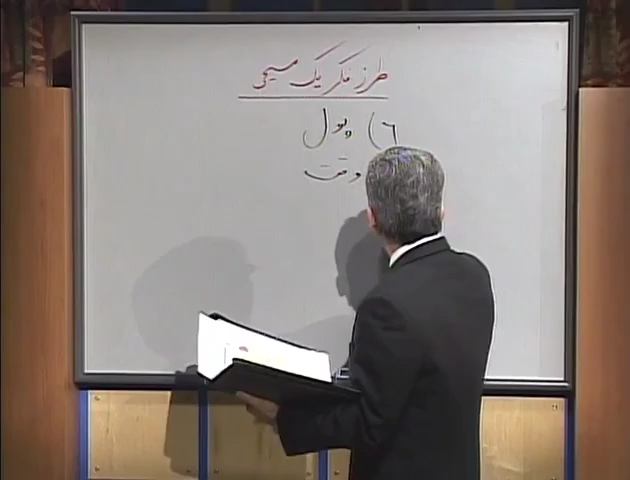 طرز فکر یک مسیحی
۶) پول
وقت